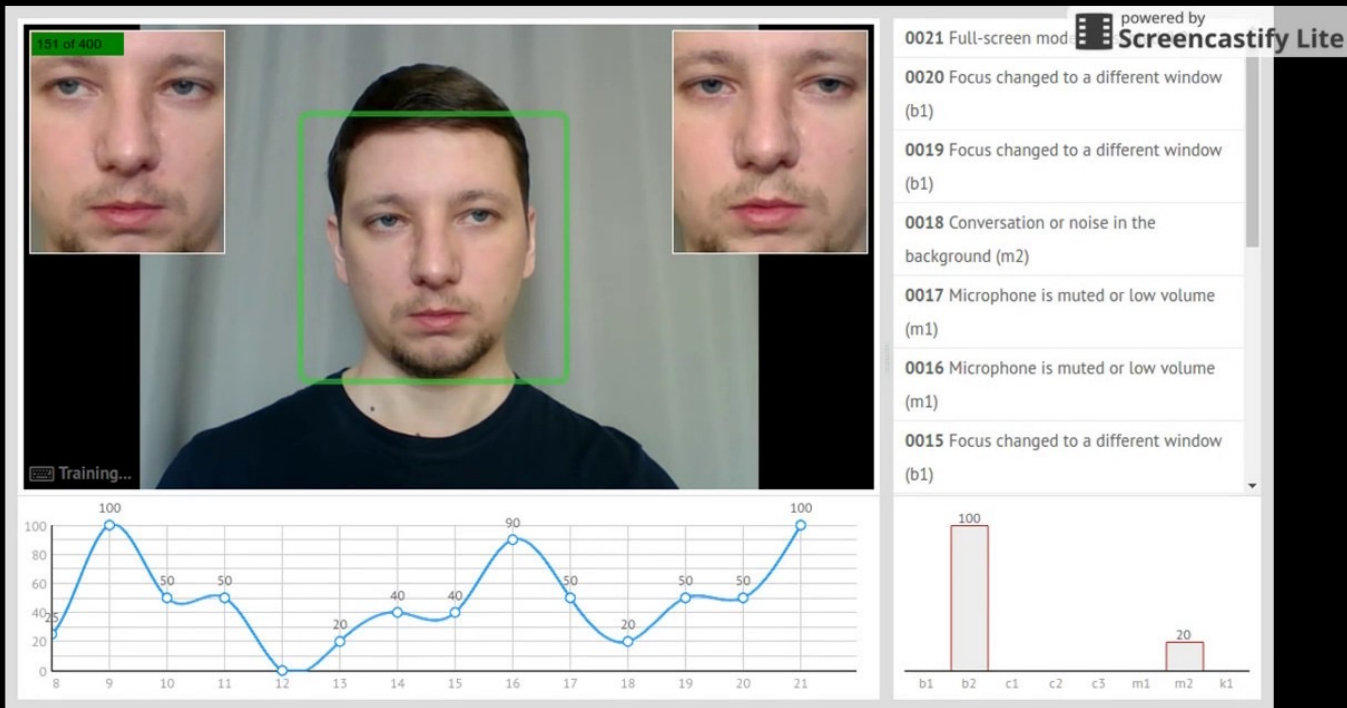 powered by
Screencastify Lite
151 of 400
Training...
0021 Full-screen mode
0020 Focus changed to a different window
(b1)
0019 Focus changed to a different window
(b1)
0018 Conversation or noise in the
background (m2)
0017 Microphone is muted or low volume
(m1)
0016 Microphone is muted or low volume
(m1)
0015 Focus changed to a different window
(b1)
100
80
60
40
20
0
25
100
50
50
20
40
40
90
50
20
50
50
100
8 9 10 11 12 13 14 15 16 17 18 19 20 21
100
20
b1 b2 c1 c2 c3 m1 m2 k1